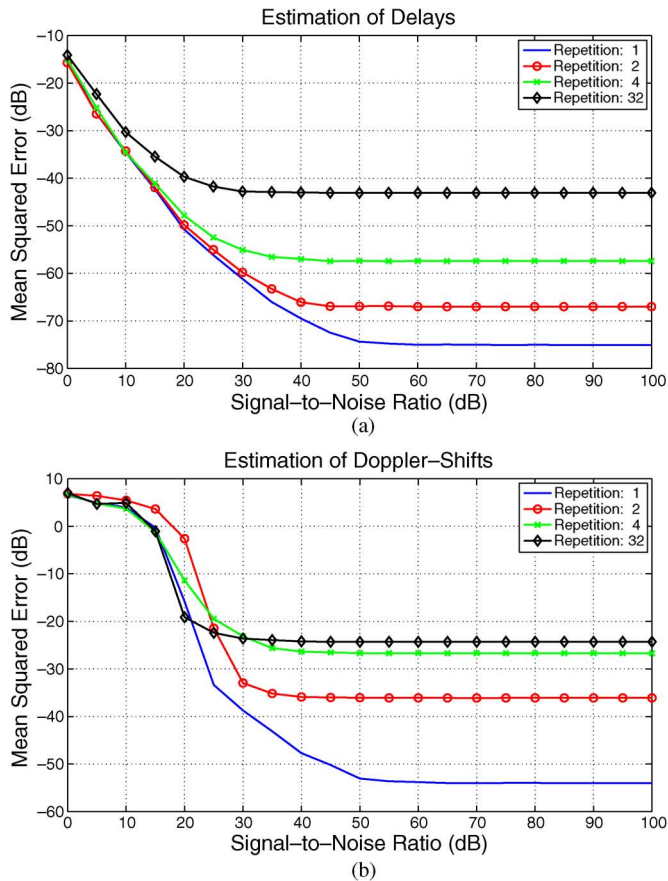 Estimation of Delays
Mean Squared Error (dB)
−10
−20
−30
−40
−50
−60
−70
−80
Repetition: 1
Repetition: 2
Repetition: 4
Repetition: 32
0 10 20 30 40 50 60 70 80 90 100
Signal−to−Noise Ratio (dB)
(a)
Estimation of Doppler−Shifts
Mean Squared Error (dB)
10
0
−10
−20
−30
−40
−50
−60
Repetition: 1
Repetition: 2
Repetition: 4
Repetition: 32
0 10 20 30 40 50 60 70 80 90 100
Signal−to−Noise Ratio (dB)
(b)